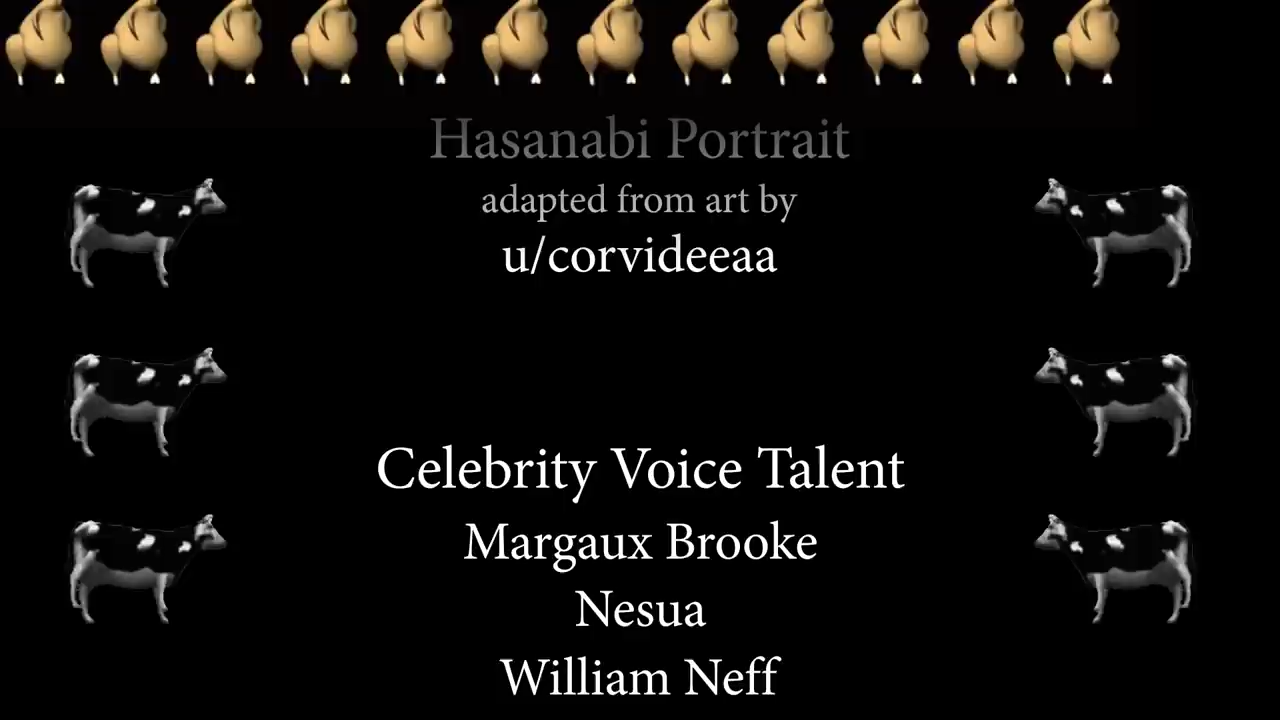 Hasanabi Portrait
adapted from art by
u/corvideeaa
Celebrity Voice Talent
Margaux Brooke
Nesua
William Neff